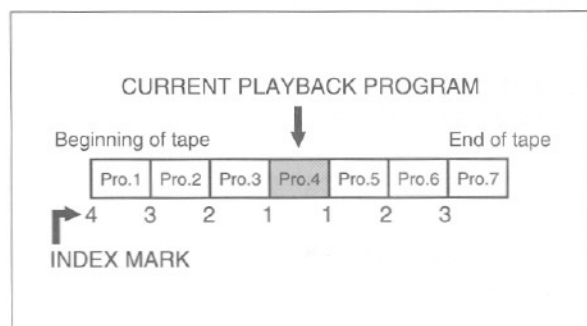 CURRENT PLAYBACK PROGRAM
Beginning of tape End of tape
Pro.1 Pro.2 Pro.3 Pro.4 Pro.5 Pro.6 Pro.7
4 3 2 1 1 2 3
INDEX MARK